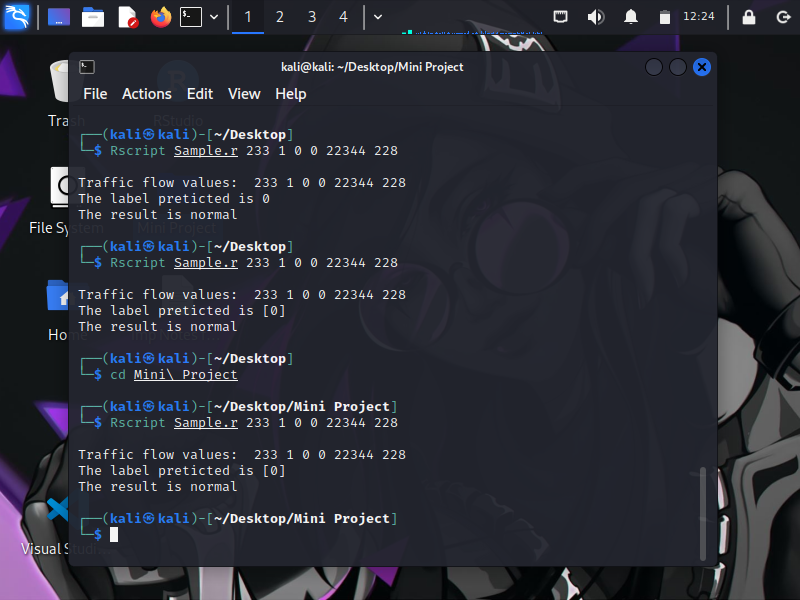 1 2 3 4 12:24
kali@kali: ~/Desktop/Mini Project
File Actions Edit View Help
Trash
RStudio
File System
Mini Project
Home
Visual Stud
┌──(kali㉿kali)-[~/Desktop]
└─$ Rscript Sample.r 233 1 0 0 22344 228
Traffic flow values:  233 1 0 0 22344 228
The label preticted is 0
The result is normal
┌──(kali㉿kali)-[~/Desktop]
└─$ Rscript Sample.r 233 1 0 0 22344 228
Traffic flow values:  233 1 0 0 22344 228
The label preticted is [0]
The result is normal
┌──(kali㉿kali)-[~/Desktop]
└─$ cd Mini\ Project
┌──(kali㉿kali)-[~/Desktop/Mini Project]
└─$ Rscript Sample.r 233 1 0 0 22344 228
Traffic flow values:  233 1 0 0 22344 228
The label preticted is [0]
The result is normal
┌──(kali㉿kali)-[~/Desktop/Mini Project]
└─$